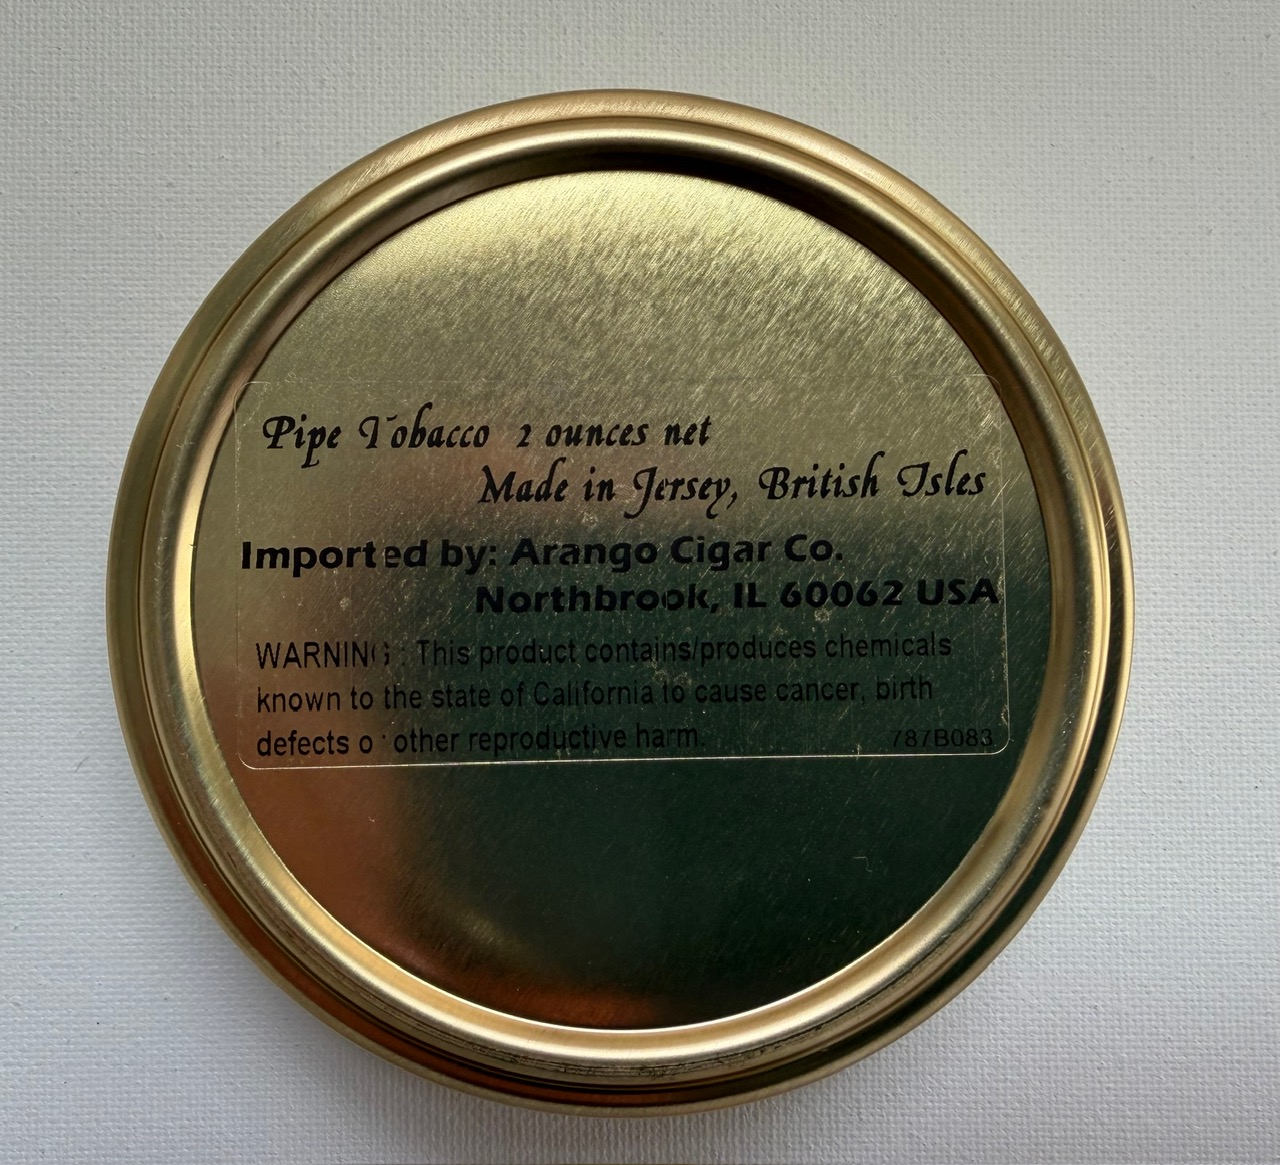 Pipe Tobacco 2 ounces net
Made in Jersey, British Isles
Imported by: Arango Cigar Co.
Northbrook, IL 60062 USA
WARNING: This product contains/produces chemicals
known to the state of California to cause cancer, birth
defects or other reproductive harm.
787B083